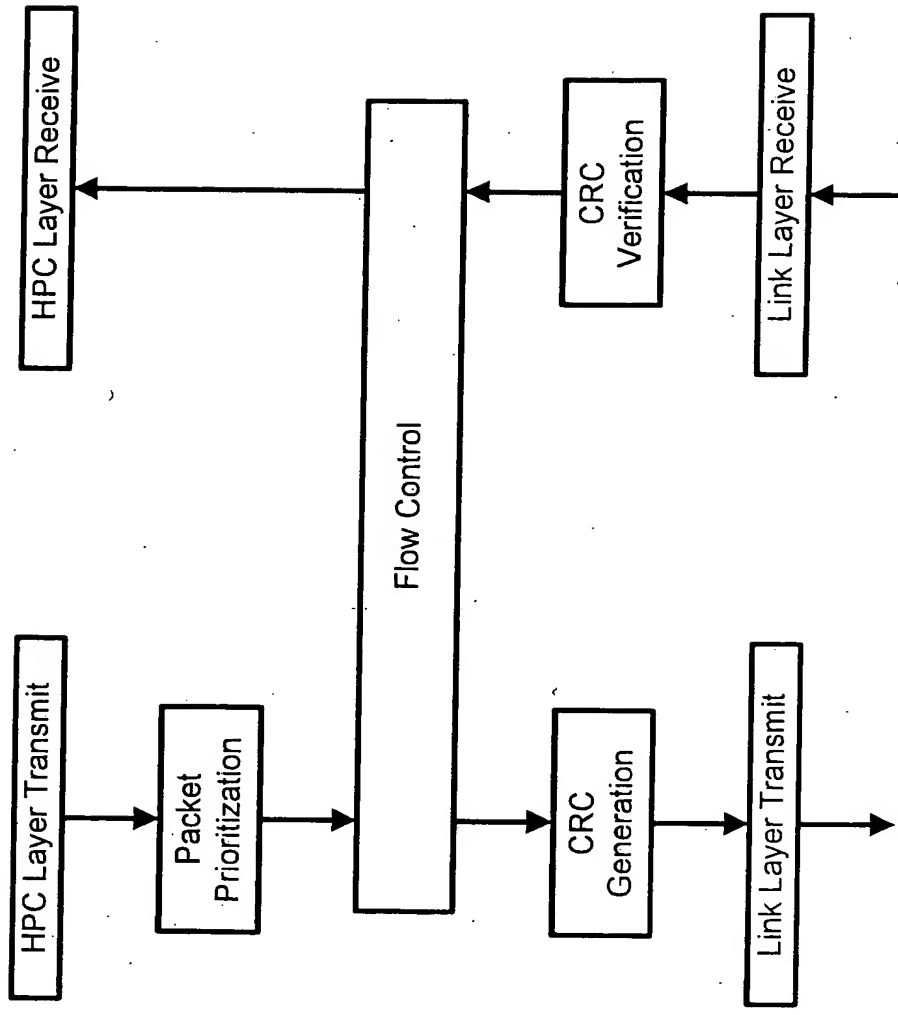 HPC Layer Transmit
Packet
Prioritization
Flow Control
CRC
Generation
Link Layer Transmit
HPC Layer Receive
CRC
Verification
Link Layer Receive